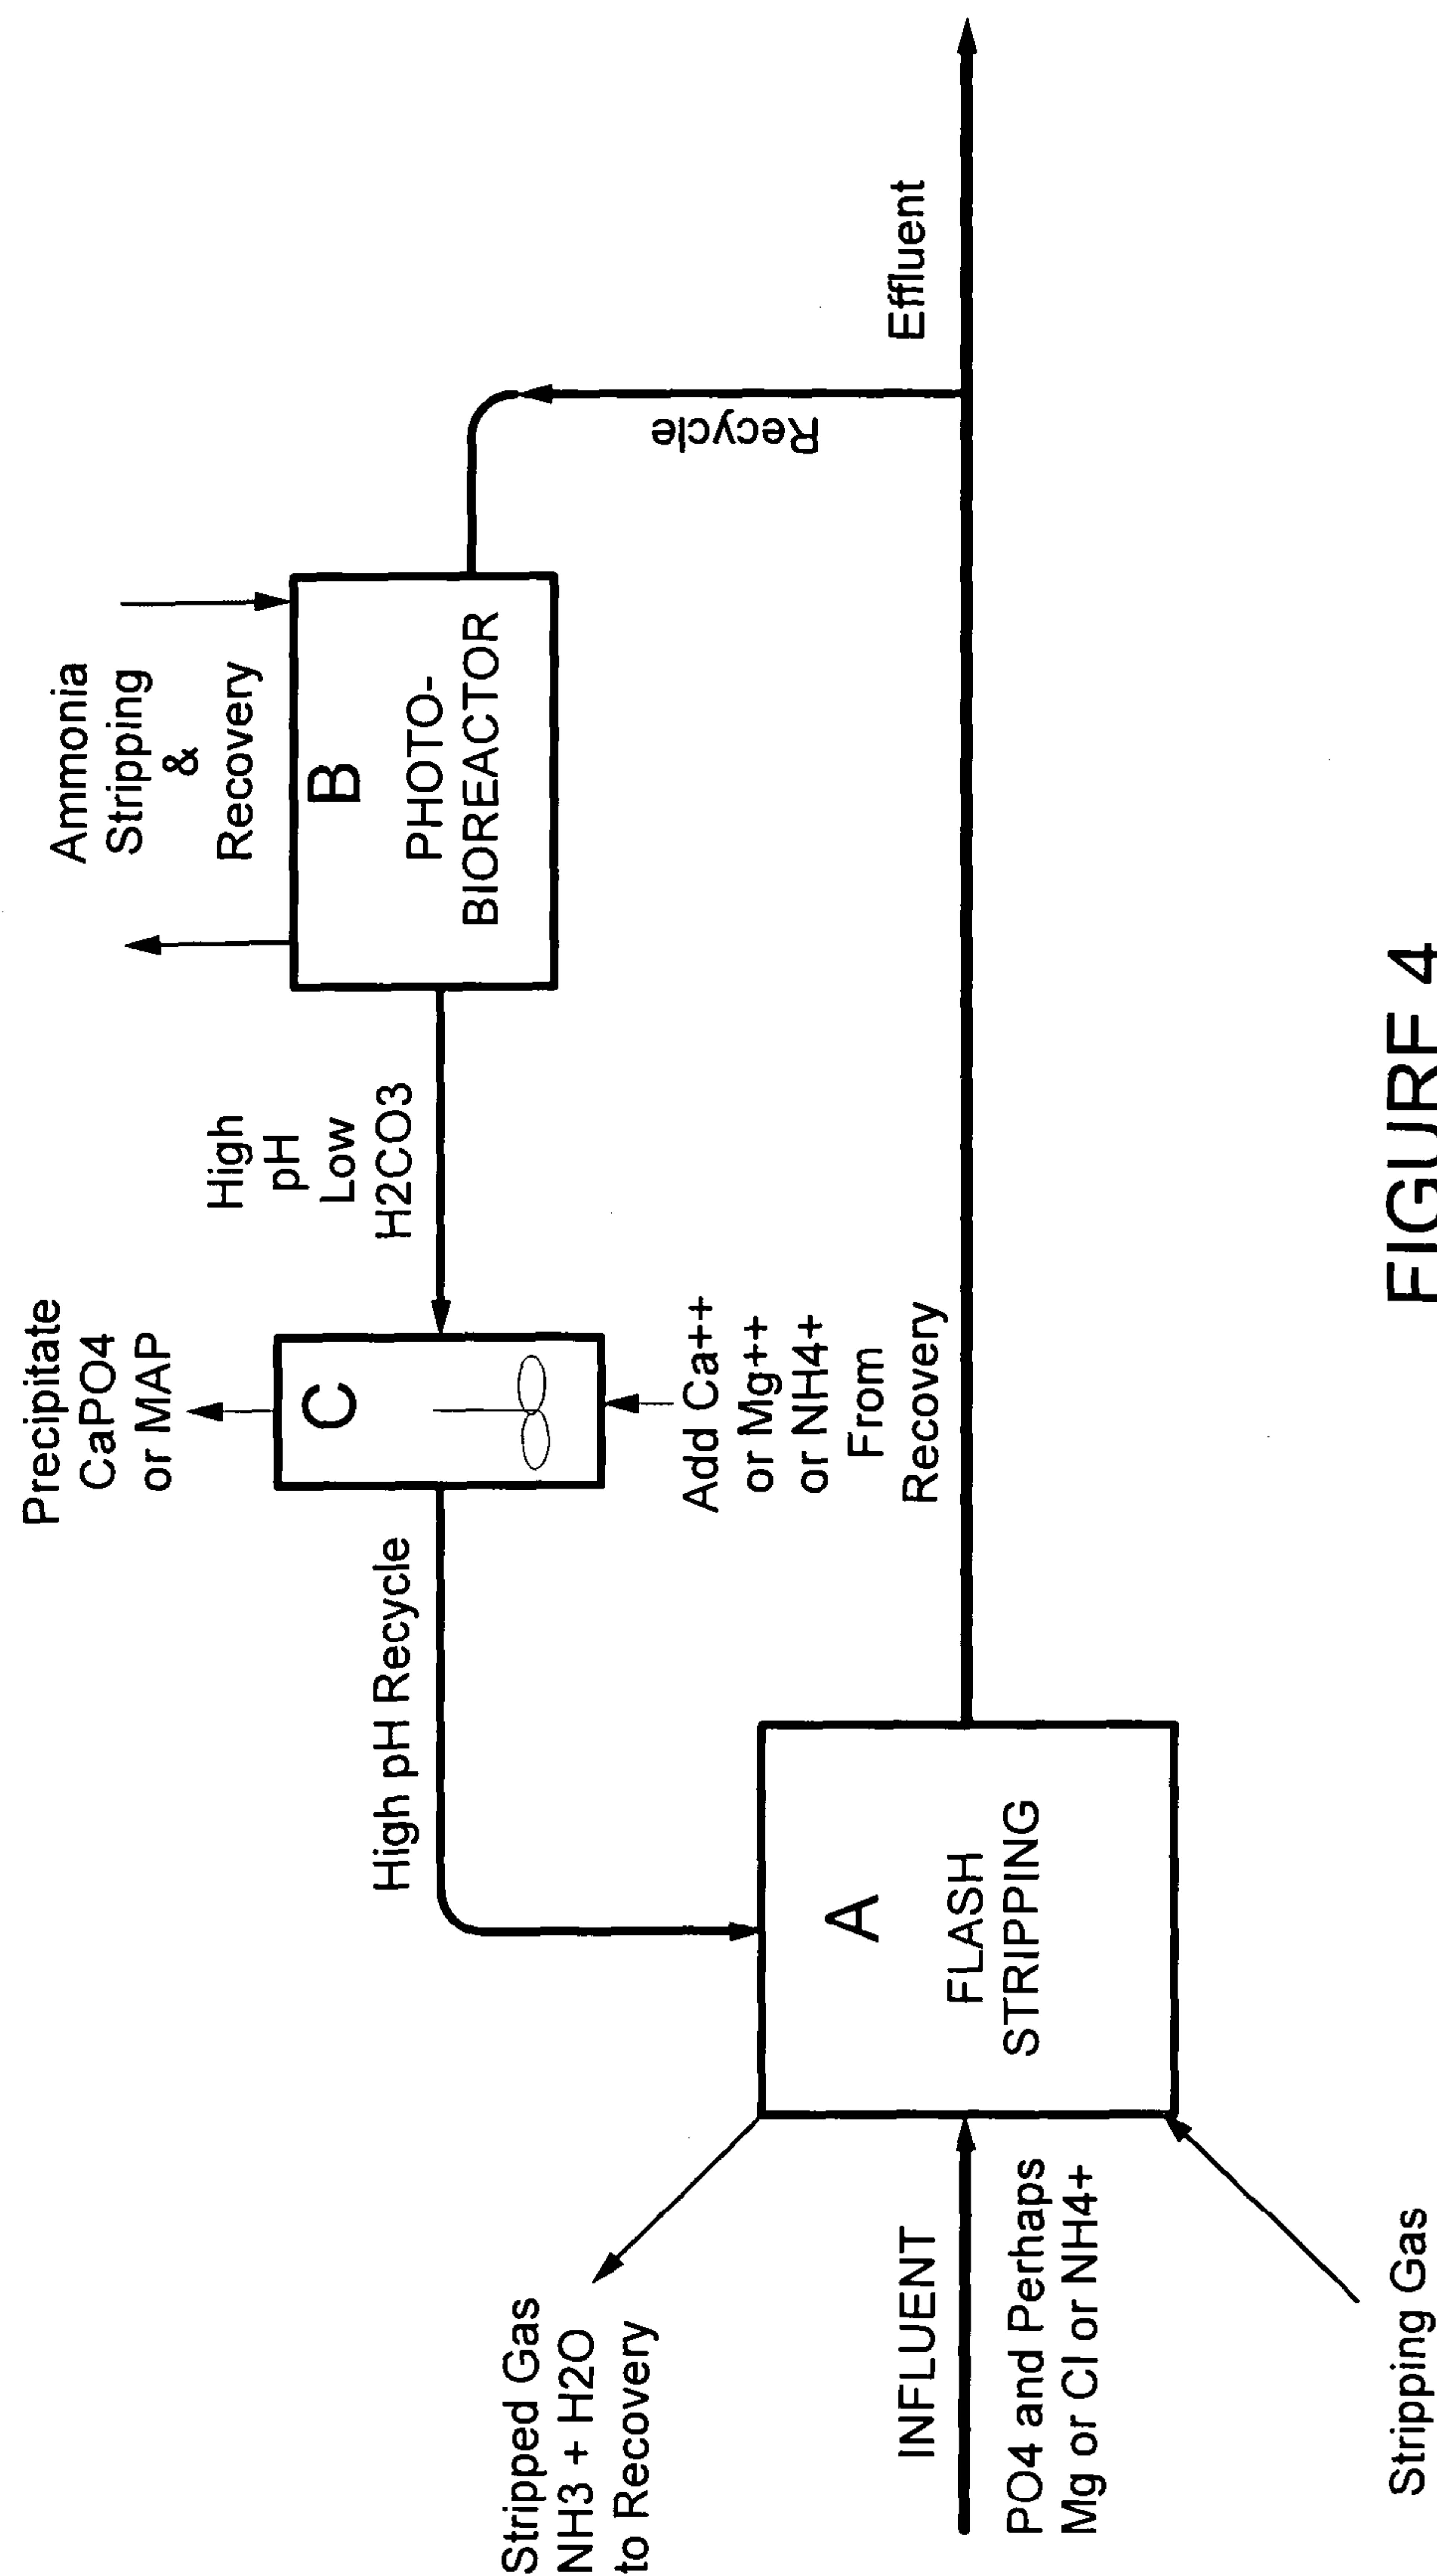 Precipitate
CaPO4
or MAP
Ammonia
Stripping
&
Recovery
High
pH
Low
H2CO3
High pH Recycle
C
B
PHOTO-
BIOREACTOR
Add Ca++
or Mg++
or NH4+
From
Recovery
Recycle
Effluent
Stripped Gas
NH3 + H2O
to Recovery
A
FLASH
STRIPPING
INFLUENT
PO4 and Perhaps
Mg or Cl or NH4+
Stripping Gas
FIGURE 4